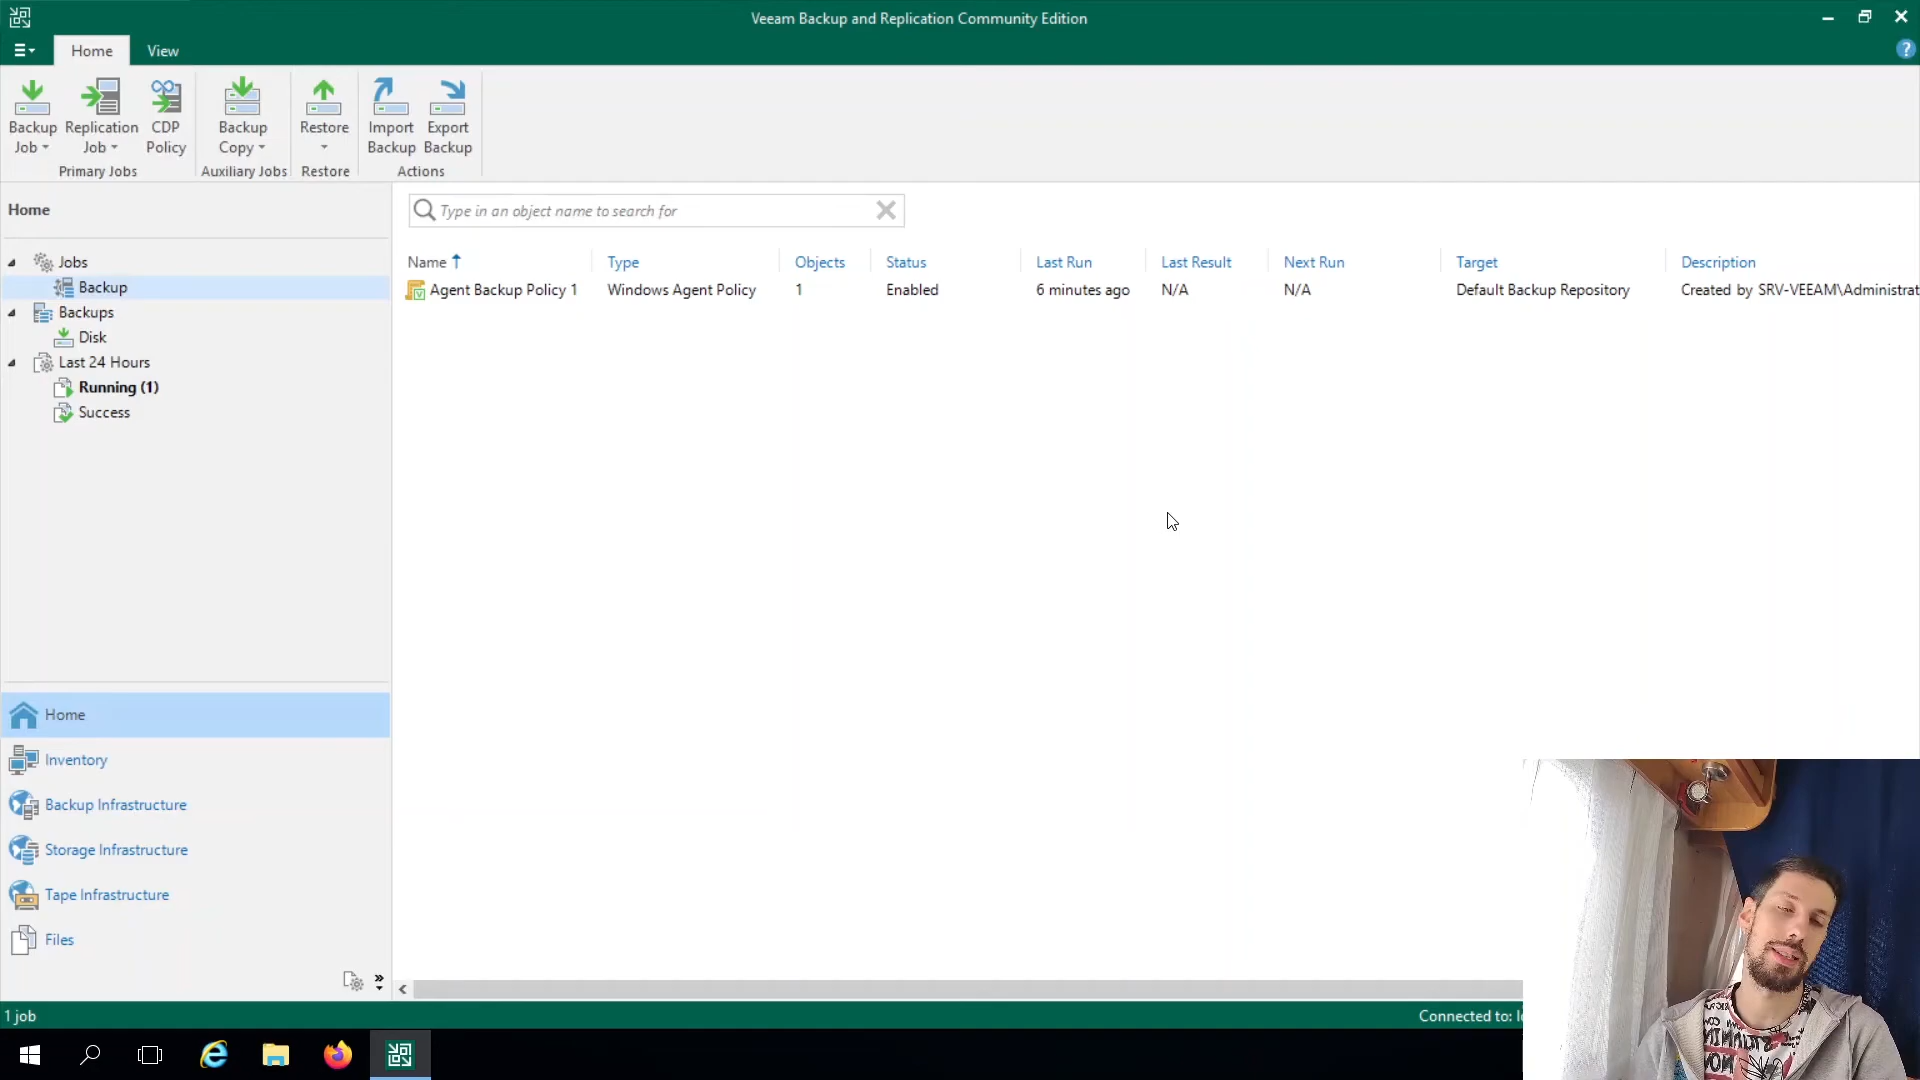 Veeam Backup and Replication Community Edition
Home View
?
Backup Job
Replication Job
CDP Policy
Primary Jobs
Backup Copy
Auxiliary Jobs
Restore
Restore
Import Backup
Export Backup
Actions
Home
Jobs
Backup
Backups
Disk
Last 24 Hours
Running (1)
Success
Type in an object name to search for
Name Type Objects Status Last Run Last Result Next Run Target Description
Agent Backup Policy 1 Windows Agent Policy 1 Enabled 6 minutes ago N/A N/A Default Backup Repository Created by SRV-VEEAM\Administrat
Home
Inventory
Backup Infrastructure
Storage Infrastructure
Tape Infrastructure
Files
1 job
Connected to: